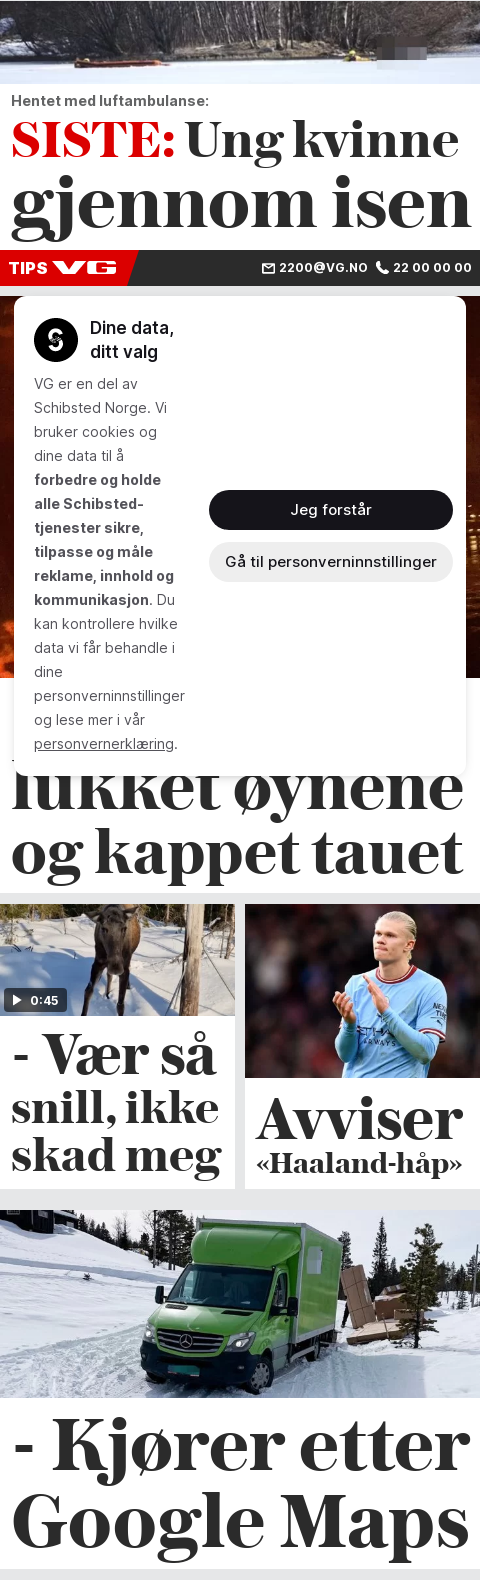 Hentet med luftambulanse:
SISTE: Ung kvinne
gjennom isen
TIPS VG
2200@VG.NO 22 00 00 00
Dine data,
ditt valg
VG er en del av
Schibsted Norge. Vi
bruker cookies og
dine data til å
forbedre og holde
alle Schibsted-
tjenester sikre,
tilpasse og måle
reklame, innhold og
kommunikasjon. Du
kan kontrollere hvilke
data vi får behandle i
dine
personverninnstillinger
og lese mer i vår
personvernerklæring.
Jeg forstår
Gå til personverninnstillinger
lukket øynene
og kappet tauet
0:45
- Vær så
snill, ikke
skad meg
ETIHAD
AIRWAYS
Avviser
«Haaland-håp»
- Kjører etter
Google Maps